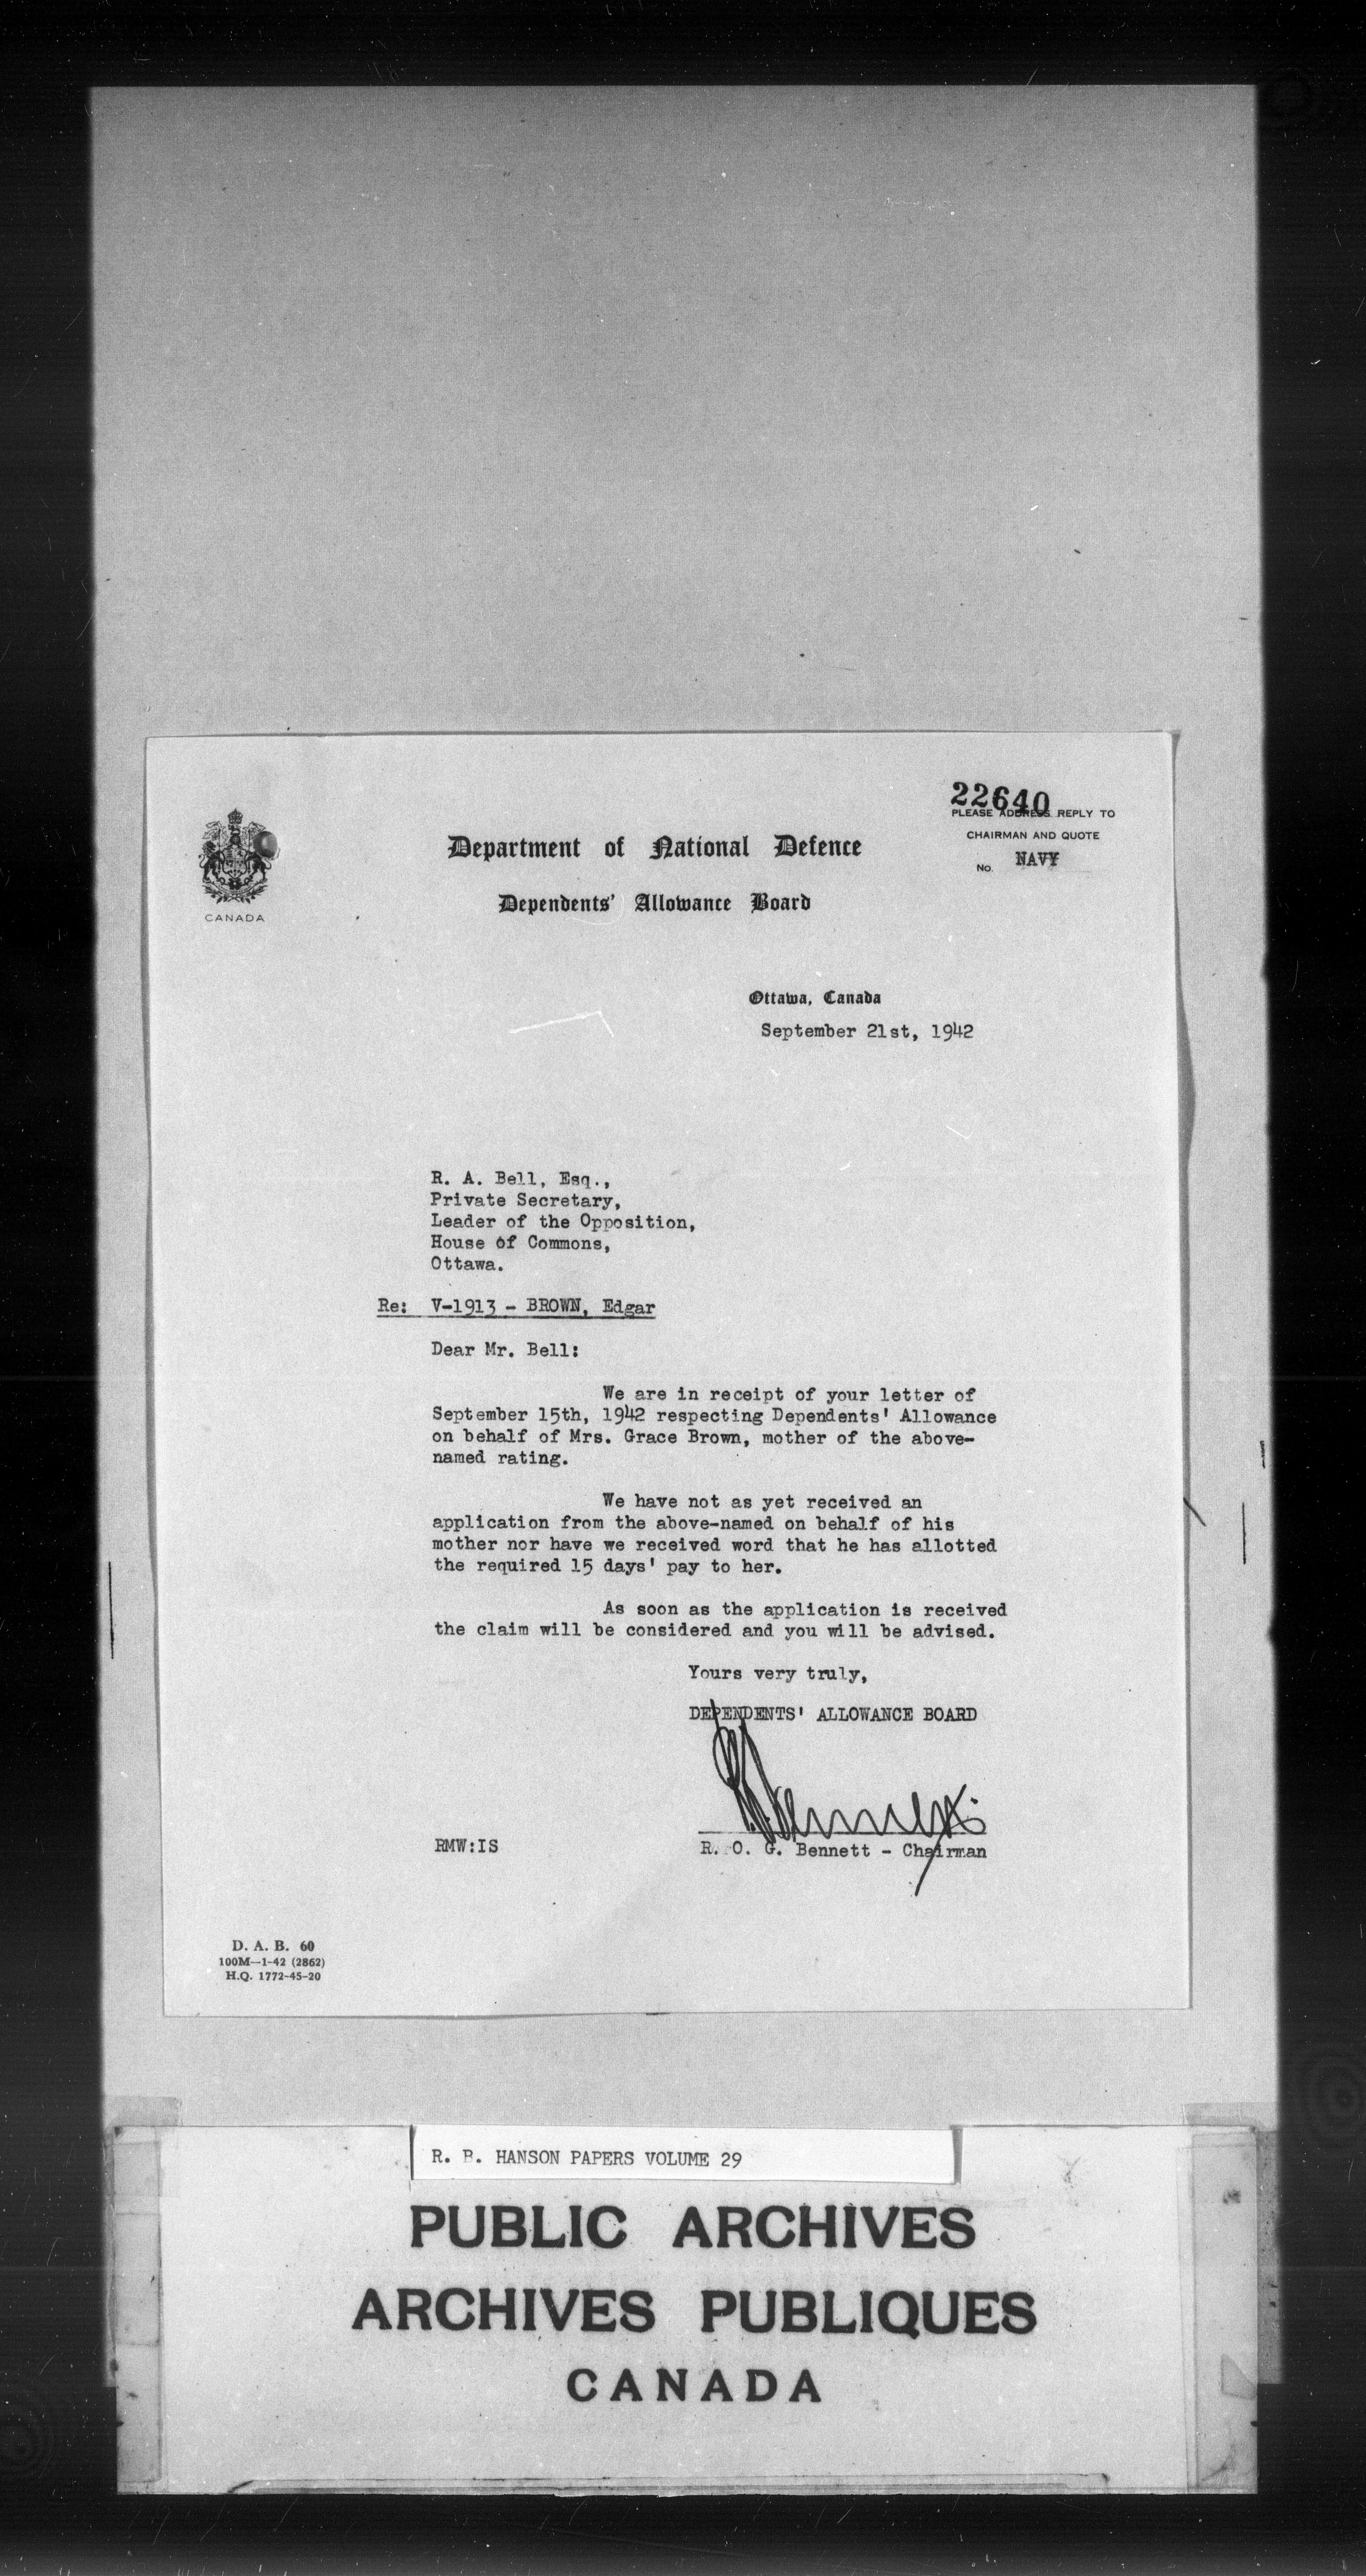 22640
PLEASE ADDRESS REPLY TO
CHAIRMAN AND QUOTE
No. NAVY
CANADA
Department of National Defence
Dependents' Allowance Board
Ottawa, Canada
September 21st, 1942
R. A. Bell, Esq.,
Private Secretary,
Leader of the Opposition,
House of Commons,
Ottawa.
Re: V-1913 - BROWN, Edgar
Dear Mr. Bell:
We are in receipt of your letter of
September 15th, 1942 respecting Dependents' Allowance
on behalf of Mrs. Grace Brown, mother of the above-
named rating.
We have not as yet received an
application from the above-named on behalf of his
mother nor have we received word that he has allotted
the required 15 days' pay to her.
As soon as the application is received
the claim will be considered and you will be advised.
Yours very truly,
DEPENDENTS' ALLOWANCE BOARD
RMW:IS
R. O. G. Bennett - Chairman
D. A. B. 60
100M—1-42 (2862)
H.Q. 1772-45-20
R. B. HANSON PAPERS VOLUME 29
PUBLIC ARCHIVES
ARCHIVES PUBLIQUES
CANADA